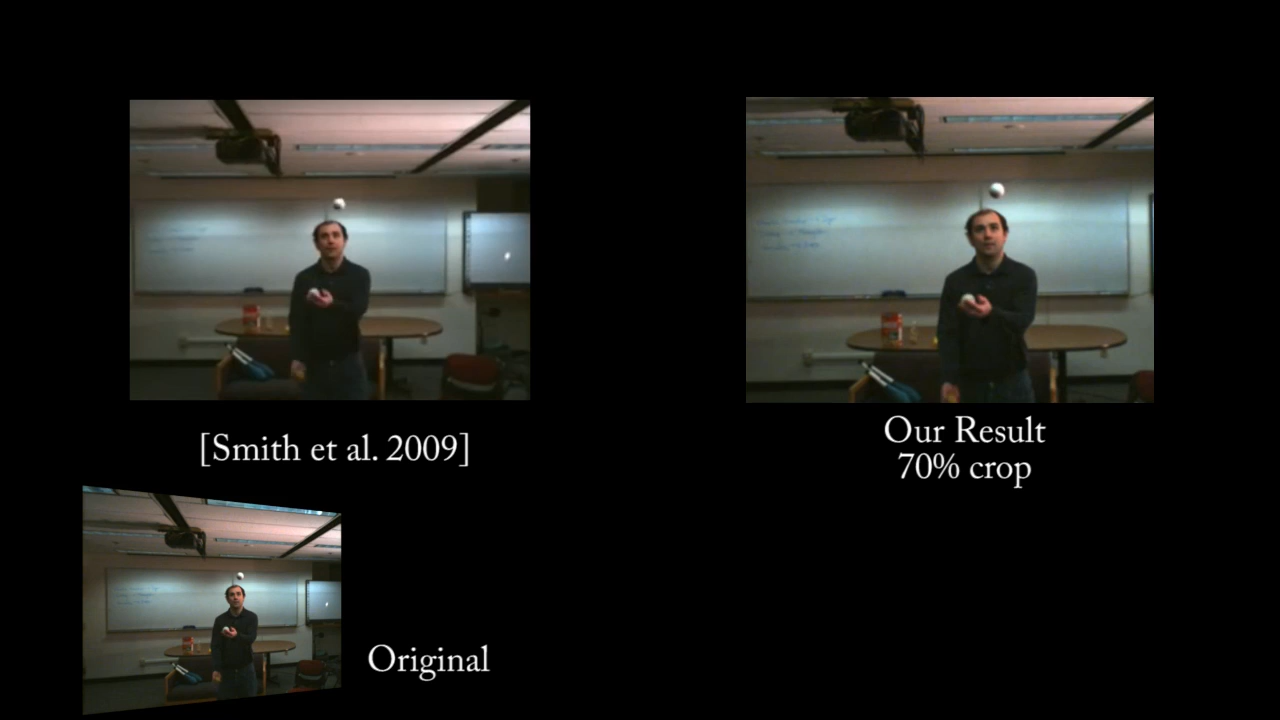 [Smith et al. 2009]
Our Result
70% crop
Original